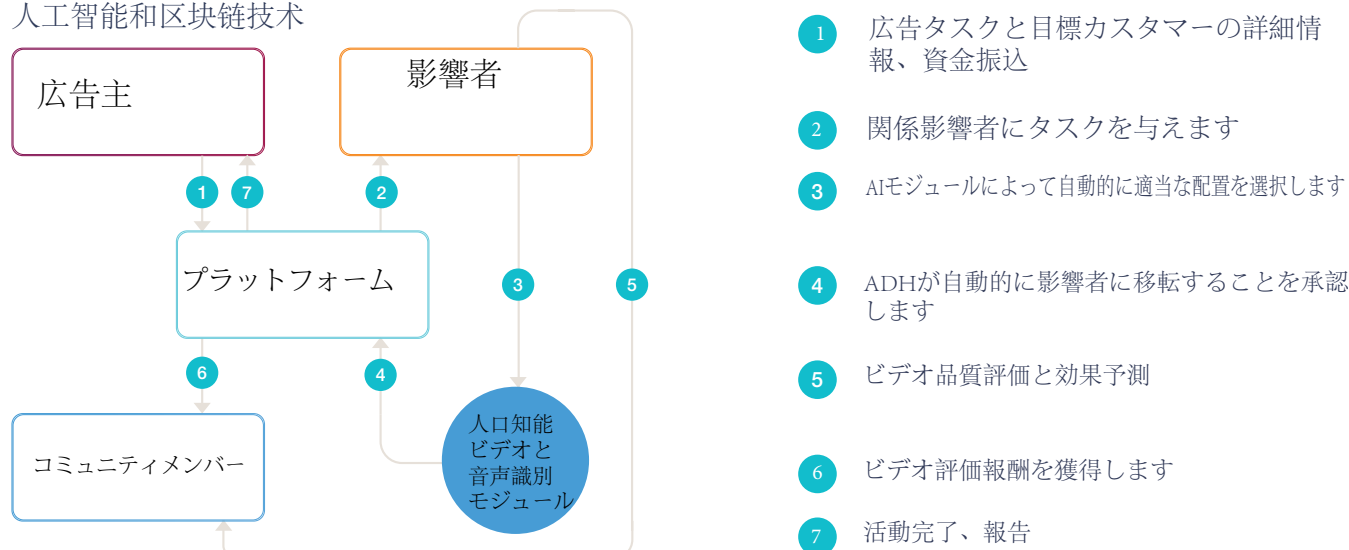 人工智能和区块链技术
広告主
影響者
1
7
2
プラットフォーム
3
5
6
4
コミュニティメンバー
人口知能
ビデオと
音声識別
モジュール
1
広告タスクと目標カスタマーの詳細情
報、資金振込
2
関係影響者にタスクを与えます
3
AIモジュールによって自動的に適当な配置を選択します
4
ADHが自動的に影響者に移転することを承認
します
5
ビデオ品質評価と効果予測
6
ビデオ評価報酬を獲得します
7
活動完了、報告